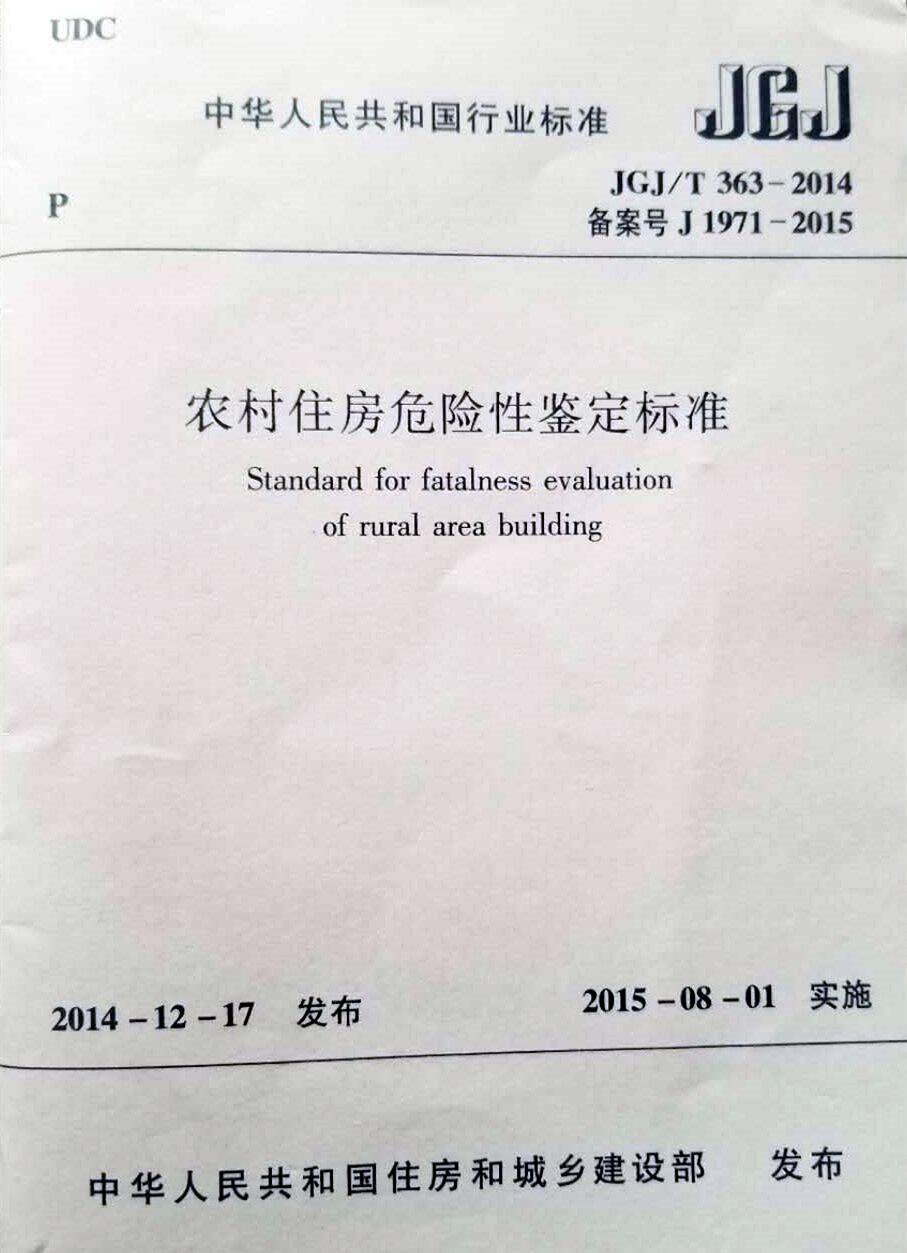 UDC
中华人民共和国行业标准
JGJ
JGJ/T 363-2014
P
备案号 J 1971-2015
农村住房危险性鉴定标准
Standard for fatalness evaluation
of rural area building
2014-12-17 发布
2015-08-01 实施
中华人民共和国住房和城乡建设部 发布